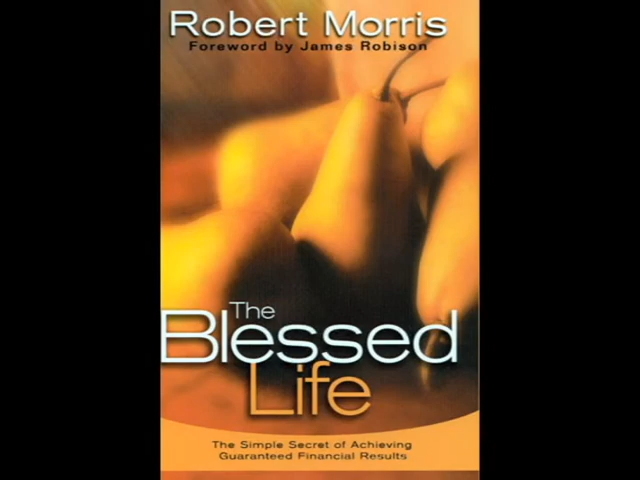 Robert Morris
Foreword by James Robison
The
Blessed
Life
The Simple Secret of Achieving
Guaranteed Financial Results